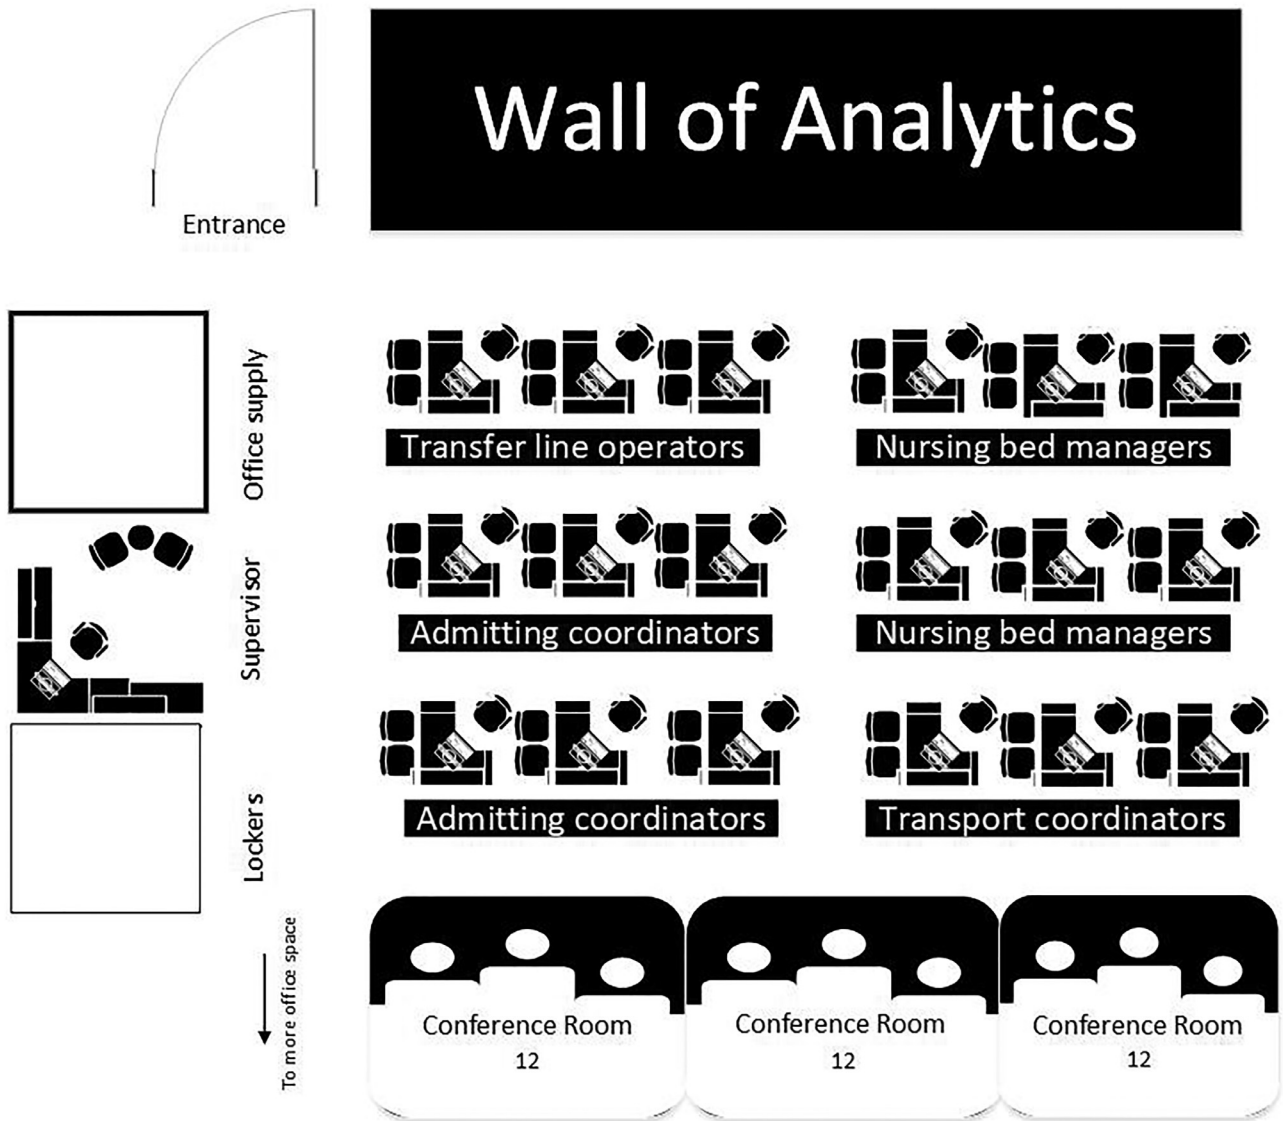 Wall of Analytics
Entrance
Office supply
Transfer line operators
Nursing bed managers
Supervisor
Admitting coordinators
Nursing bed managers
Lockers
Admitting coordinators
Transport coordinators
To more office space
Conference Room
12
Conference Room
12
Conference Room
12